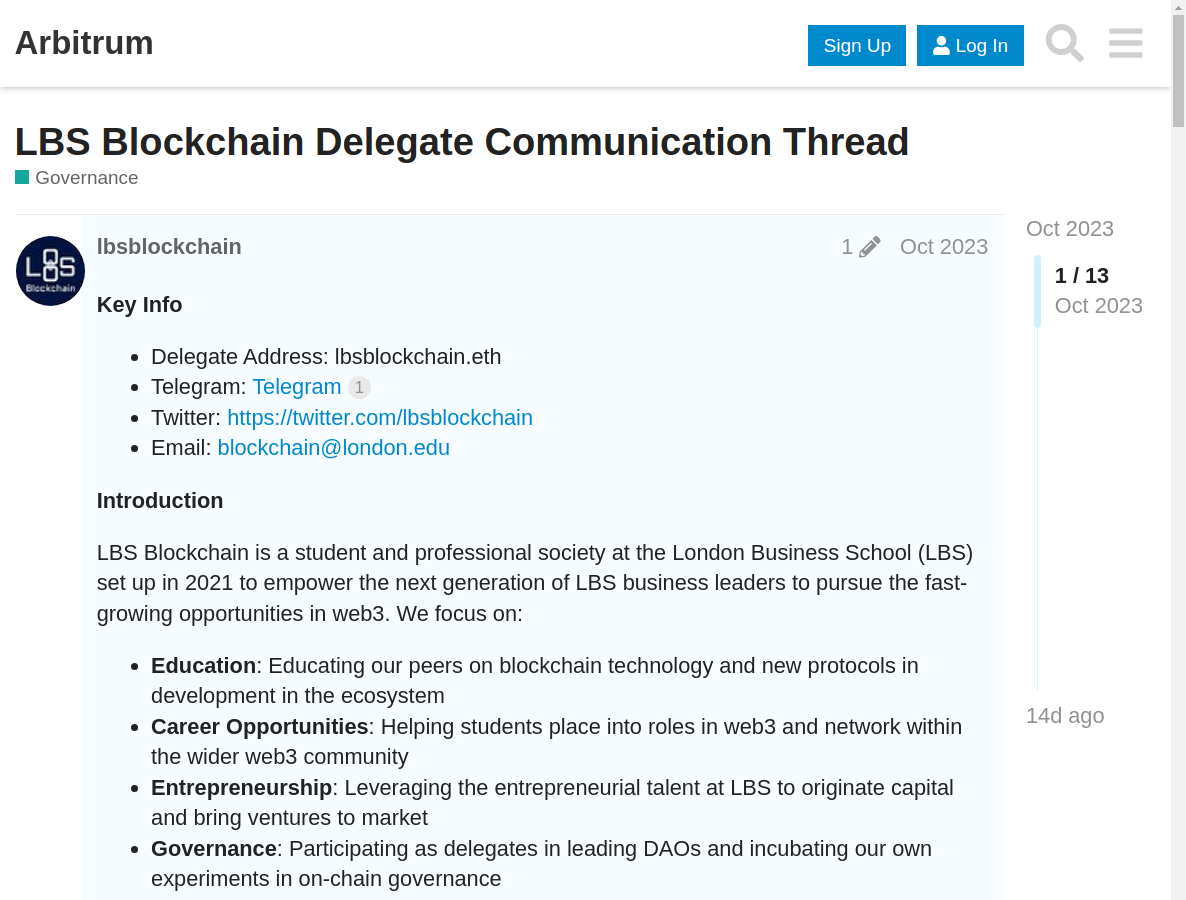 Arbitrum
Sign Up
Log In
LBS Blockchain Delegate Communication Thread
Governance
LBS
Blockchain
lbsblockchain
1
Oct 2023
Key Info
Delegate Address: lbsblockchain.eth
Telegram: Telegram 1
Twitter: https://twitter.com/lbsblockchain
Email: blockchain@london.edu
Introduction
LBS Blockchain is a student and professional society at the London Business School (LBS)
set up in 2021 to empower the next generation of LBS business leaders to pursue the fast-
growing opportunities in web3. We focus on:
Education: Educating our peers on blockchain technology and new protocols in
development in the ecosystem
Career Opportunities: Helping students place into roles in web3 and network within
the wider web3 community
Entrepreneurship: Leveraging the entrepreneurial talent at LBS to originate capital
and bring ventures to market
Governance: Participating as delegates in leading DAOs and incubating our own
experiments in on-chain governance
Oct 2023
1 / 13
Oct 2023
14d ago